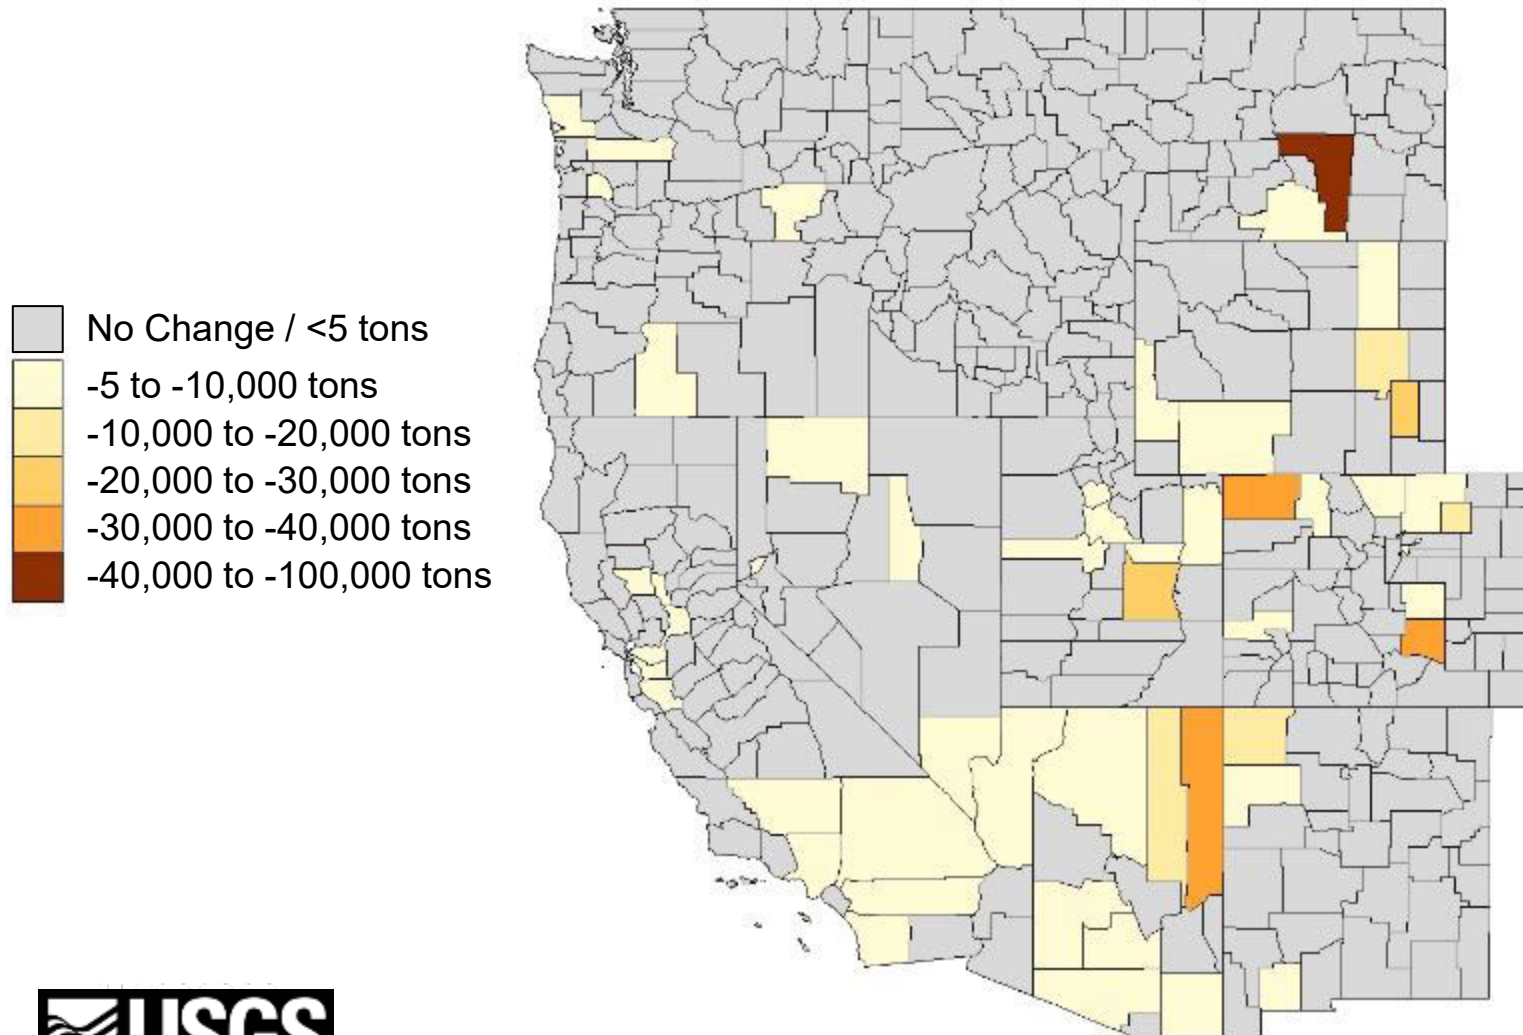 No Change / <5 tons
-5 to -10,000 tons
-10,000 to -20,000 tons
-20,000 to -30,000 tons
-30,000 to -40,000 tons
-40,000 to -100,000 tons
USGS